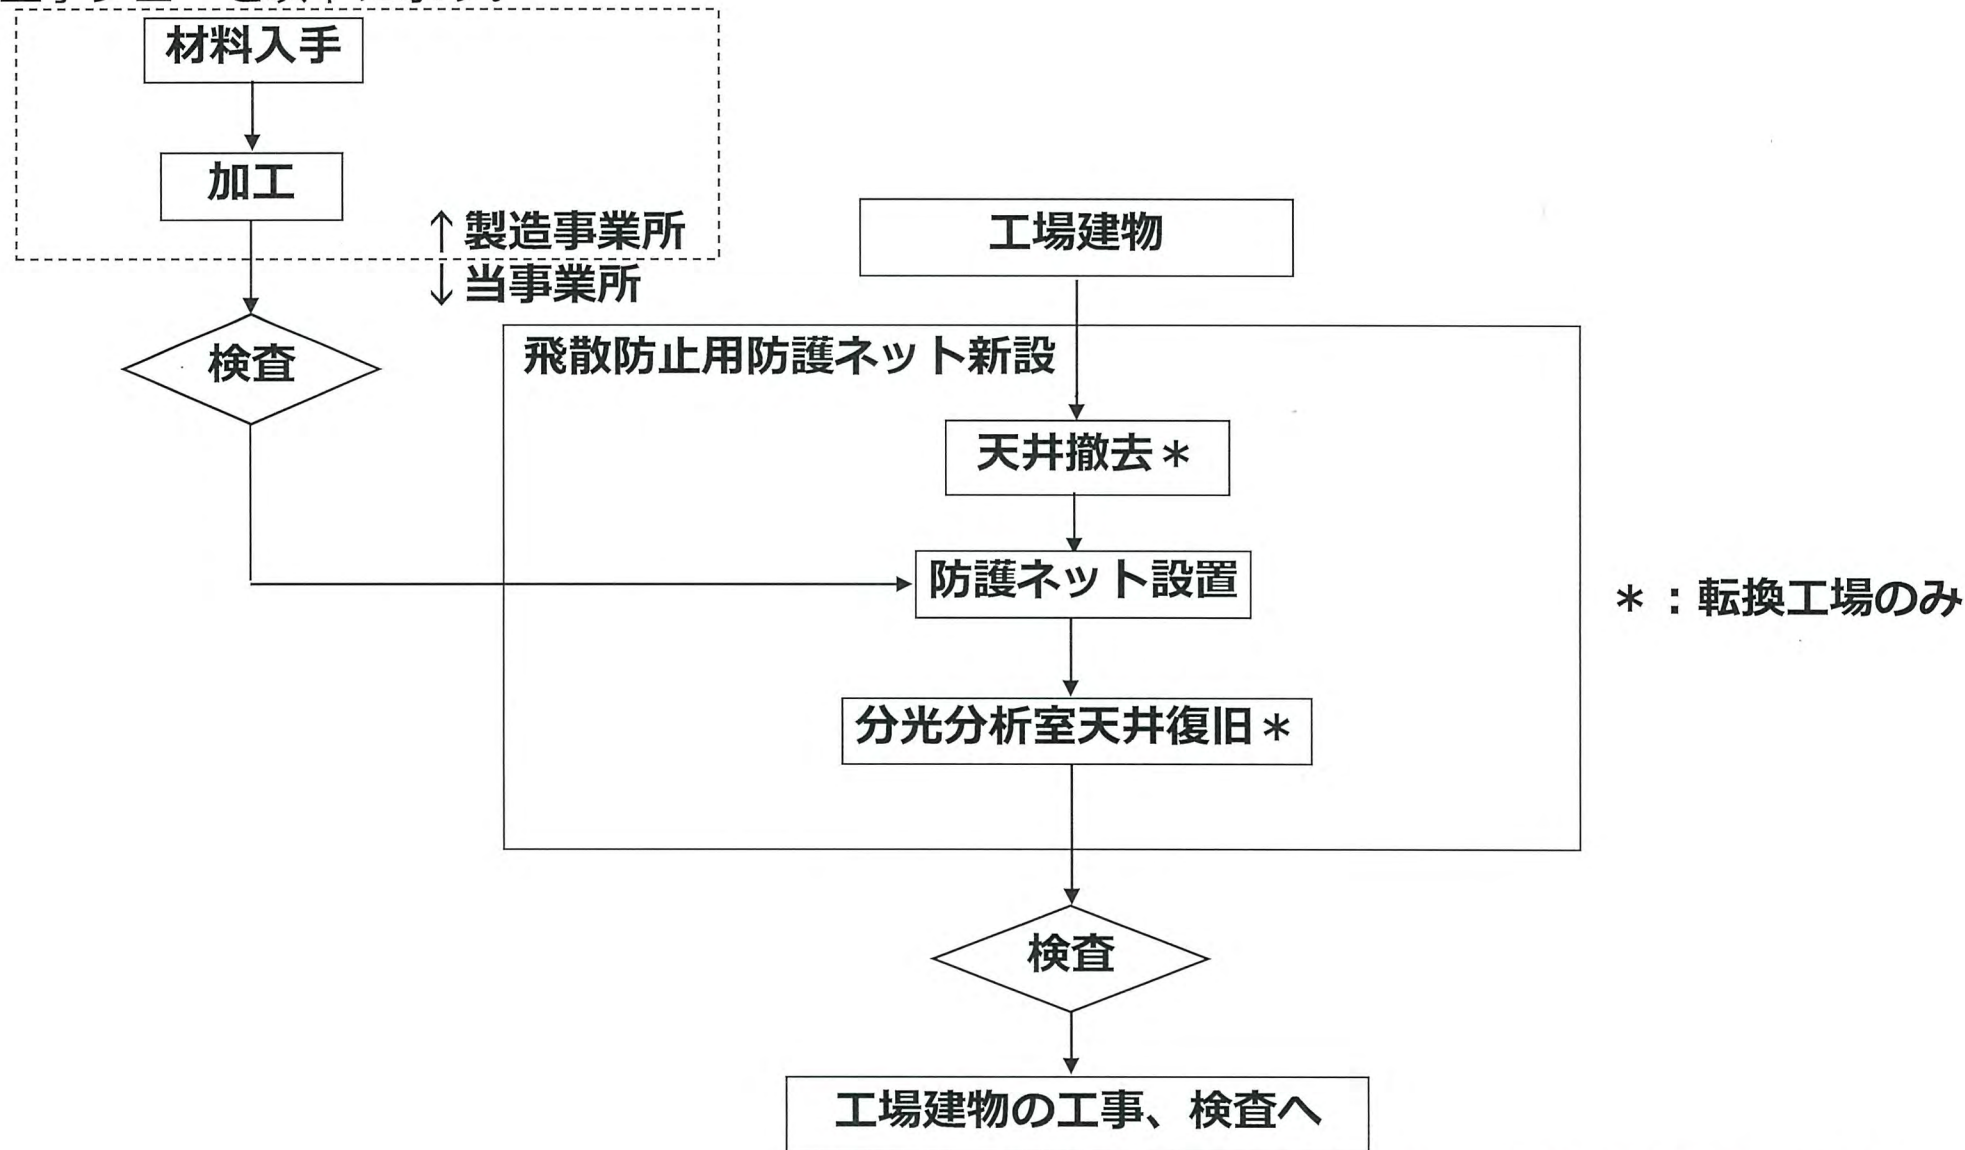 材料入手
加工
↑製造事業所
↓当事業所
検査
工場建物
飛散防止用防護ネット新設
天井撤去＊
防護ネット設置
＊：転換工場のみ
分光分析室天井復旧＊
検査
工場建物の工事、検査へ